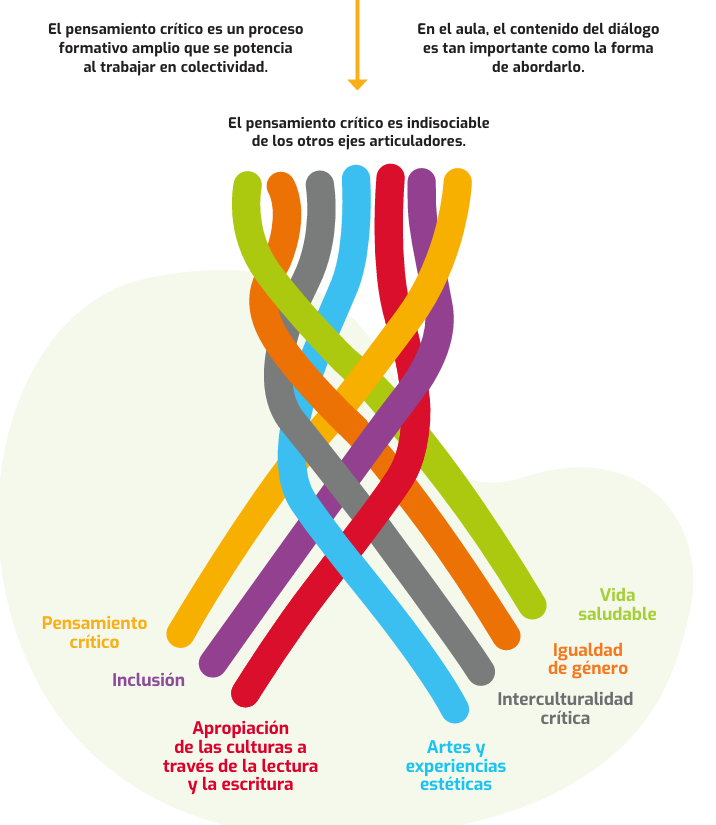 El pensamiento crítico es un proceso
formativo amplio que se potencia
al trabajar en colectividad.
En el aula, el contenido del diálogo
es tan importante como la forma
de abordarlo.
El pensamiento crítico es indisociable
de los otros ejes articuladores.
Pensamiento
crítico
Inclusión
Apropiación
de las culturas a
través de la lectura
y la escritura
Artes y
experiencias
estéticas
Interculturalidad
crítica
Igualdad
de género
Vida
saludable